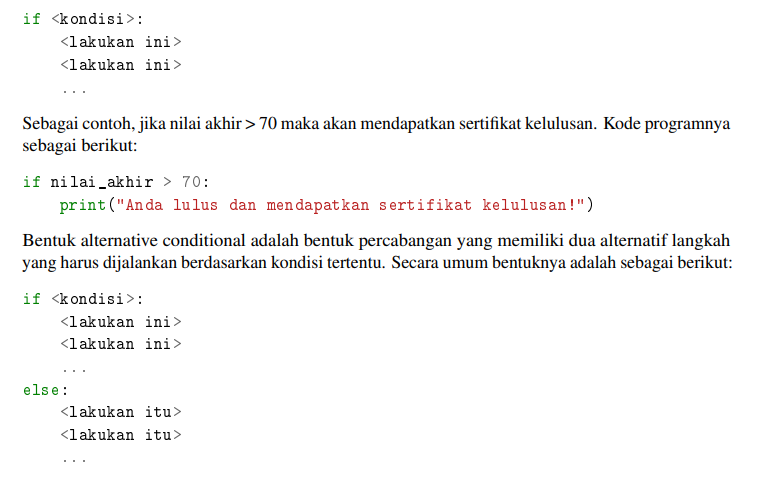 if <kondisi>:
    <lakukan ini>
    <lakukan ini>
    ...
Sebagai contoh, jika nilai akhir > 70 maka akan mendapatkan sertifikat kelulusan. Kode programnya
sebagai berikut:
if nilai_akhir > 70:
    print("Anda lulus dan mendapatkan sertifikat kelulusan!")
Bentuk alternative conditional adalah bentuk percabangan yang memiliki dua alternatif langkah
yang harus dijalankan berdasarkan kondisi tertentu. Secara umum bentuknya adalah sebagai berikut:
if <kondisi>:
    <lakukan ini>
    <lakukan ini>
    ...
else:
    <lakukan itu>
    <lakukan itu>
    ...